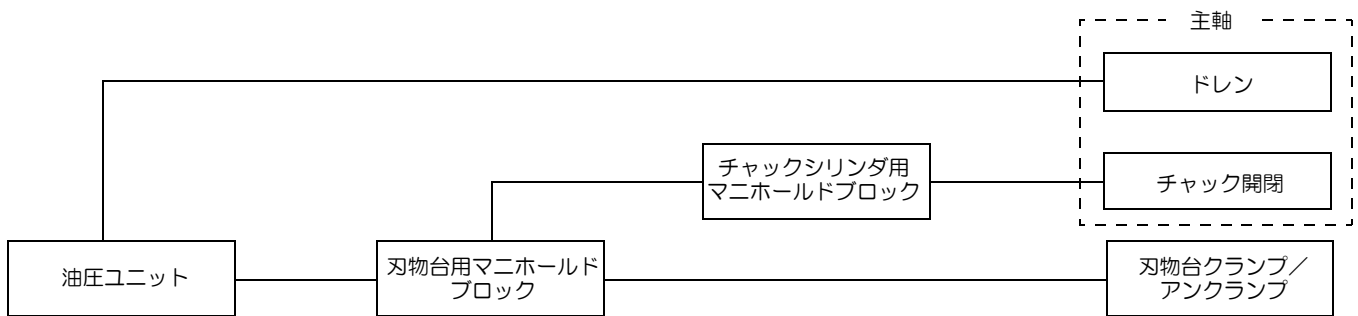 主軸
ドレン
チャックシリンダ用
マニホールドブロック
チャック開閉
油圧ユニット
刃物台用マニホールド
ブロック
刃物台クランプ／
アンクランプ